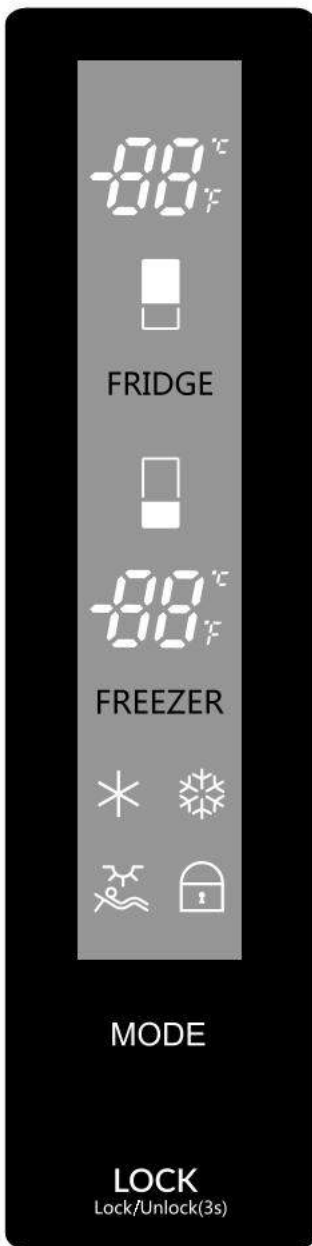 -88 °C
°F
FRIDGE
-88 °C
°F
FREEZER
MODE
LOCK
Lock/Unlock(3s)